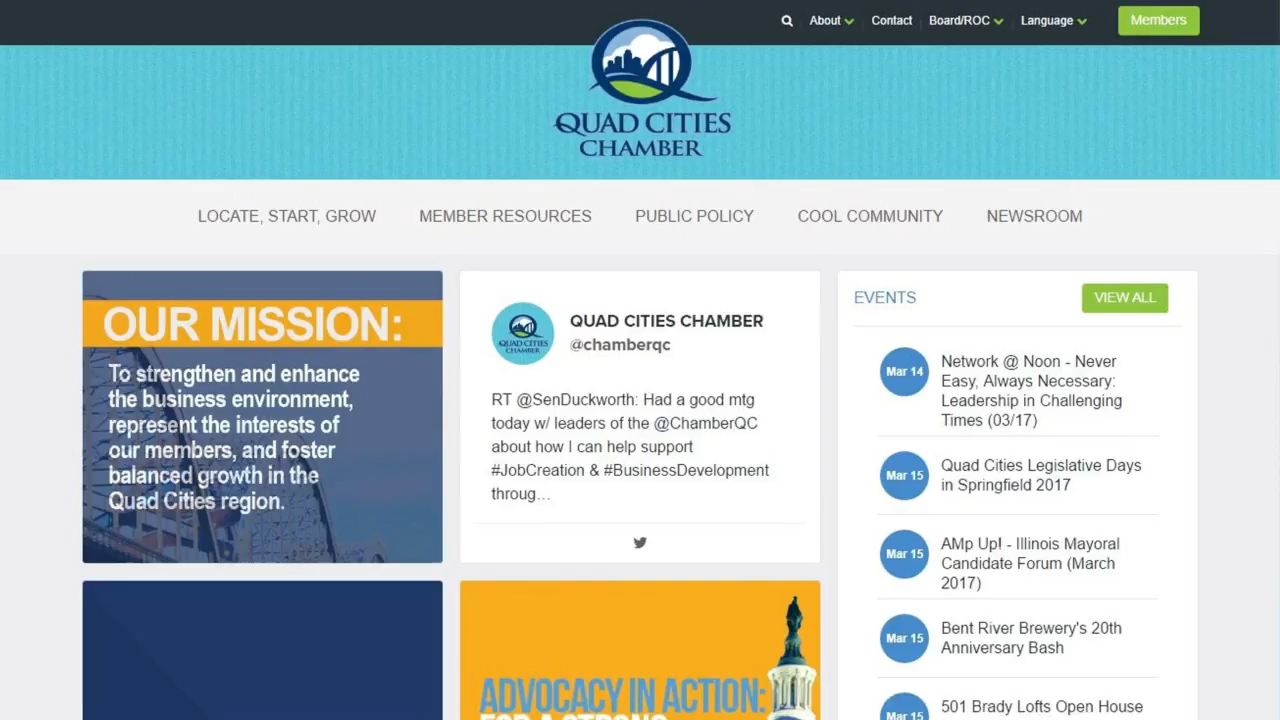 About
Contact
Board/ROC
Language
Members
QUAD CITIES
CHAMBER
LOCATE, START, GROW
MEMBER RESOURCES
PUBLIC POLICY
COOL COMMUNITY
NEWSROOM
OUR MISSION:
To strengthen and enhance
the business environment,
represent the interests of
our members, and foster
balanced growth in the
Quad Cities region.
QUAD CITIES
CHAMBER
QUAD CITIES CHAMBER
@chamberqc
RT @SenDuckworth: Had a good mtg
today w/ leaders of the @ChamberQC
about how I can help support
#JobCreation & #BusinessDevelopment
throug…
ADVOCACY IN ACTION:
FOR A STRONG
EVENTS
VIEW ALL
Mar 14
Network @ Noon - Never
Easy, Always Necessary:
Leadership in Challenging
Times (03/17)
Mar 15
Quad Cities Legislative Days
in Springfield 2017
Mar 15
AMp Up! - Illinois Mayoral
Candidate Forum (March
2017)
Mar 15
Bent River Brewery's 20th
Anniversary Bash
Mar 15
501 Brady Lofts Open House